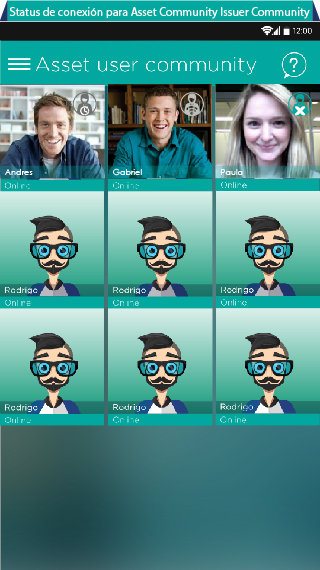 Status de conexión para Asset Community Issuer Community
12:00
Asset user community
?
Andres
Gabriel
Paula
Online
Online
Online
Rodrigo
Rodrigo
Rodrigo
Online
Online
Online
Rodrigo
Rodrigo
Rodrigo
Online
Online
Online